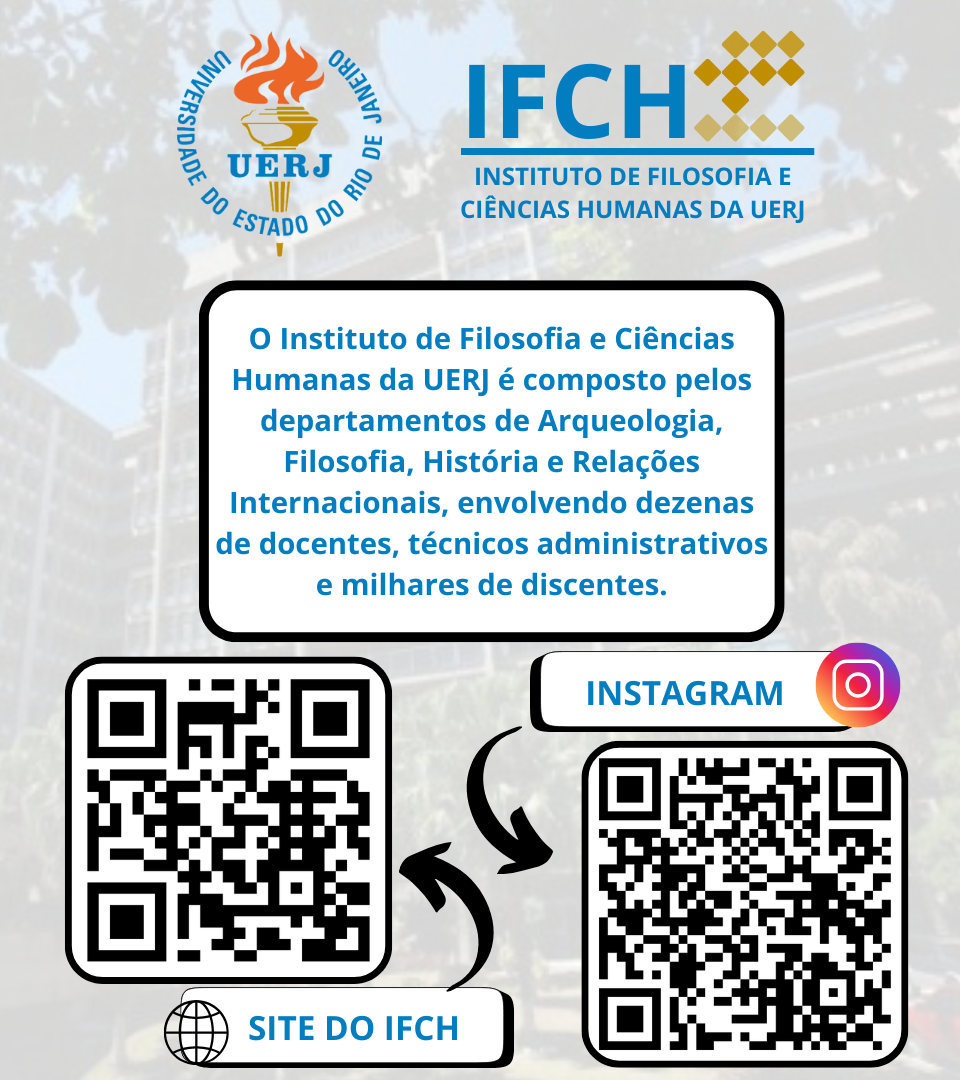 UNIVERSIDADE DO ESTADO DO RIO DE JANEIRO
UERJ
IFCH
INSTITUTO DE FILOSOFIA E
CIÊNCIAS HUMANAS DA UERJ
O Instituto de Filosofia e Ciências
Humanas da UERJ é composto pelos
departamentos de Arqueologia,
Filosofia, História e Relações
Internacionais, envolvendo dezenas
de docentes, técnicos administrativos
e milhares de discentes.
INSTAGRAM
SITE DO IFCH